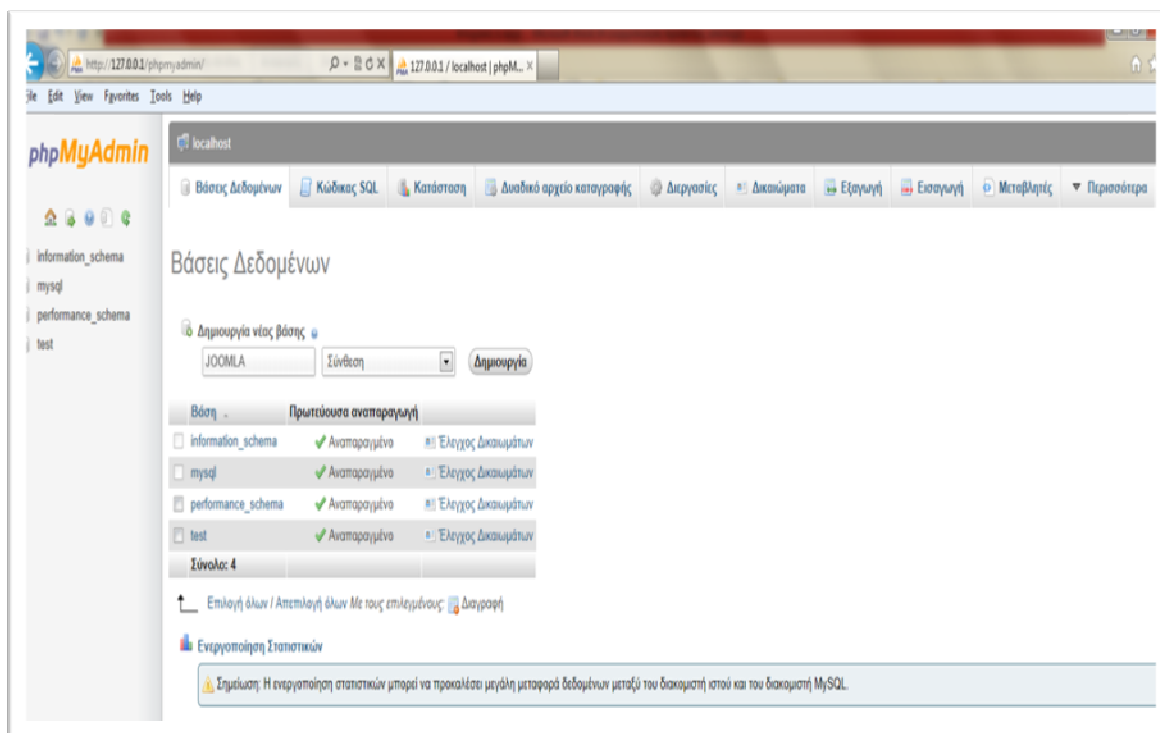 http://127.0.0.1/phpmyadmin/ 127.0.0.1 / localhost | phpM... ×
File Edit View Favorites Tools Help
phpMyAdmin
localhost
Βάσεις Δεδομένων Κώδικας SQL Κατάσταση Δυαδικό αρχείο καταγραφής Διεργασίες Δικαιώματα Εξαγωγή Εισαγωγή Μεταβλητές Περισσότερα
information_schema
mysql
performance_schema
test
Βάσεις Δεδομένων
Δημιουργία νέας βάσης
JOOMLA Σύνθεση Δημιουργία
Βάση Πρωτεύουσα αναπαραγωγή
information_schema Αναπαραγμένο Έλεγχος Δικαιωμάτων
mysql Αναπαραγμένο Έλεγχος Δικαιωμάτων
performance_schema Αναπαραγμένο Έλεγχος Δικαιωμάτων
test Αναπαραγμένο Έλεγχος Δικαιωμάτων
Σύνολο: 4
Επιλογή όλων / Απεπιλογή όλων Με τους επιλεγμένους: Διαγραφή
Ενεργοποίηση Στατιστικών
Σημείωση: Η ενεργοποίηση στατιστικών μπορεί να προκαλέσει μεγάλη μεταφορά δεδομένων μεταξύ του διακομιστή ιστού και του διακομιστή MySQL.